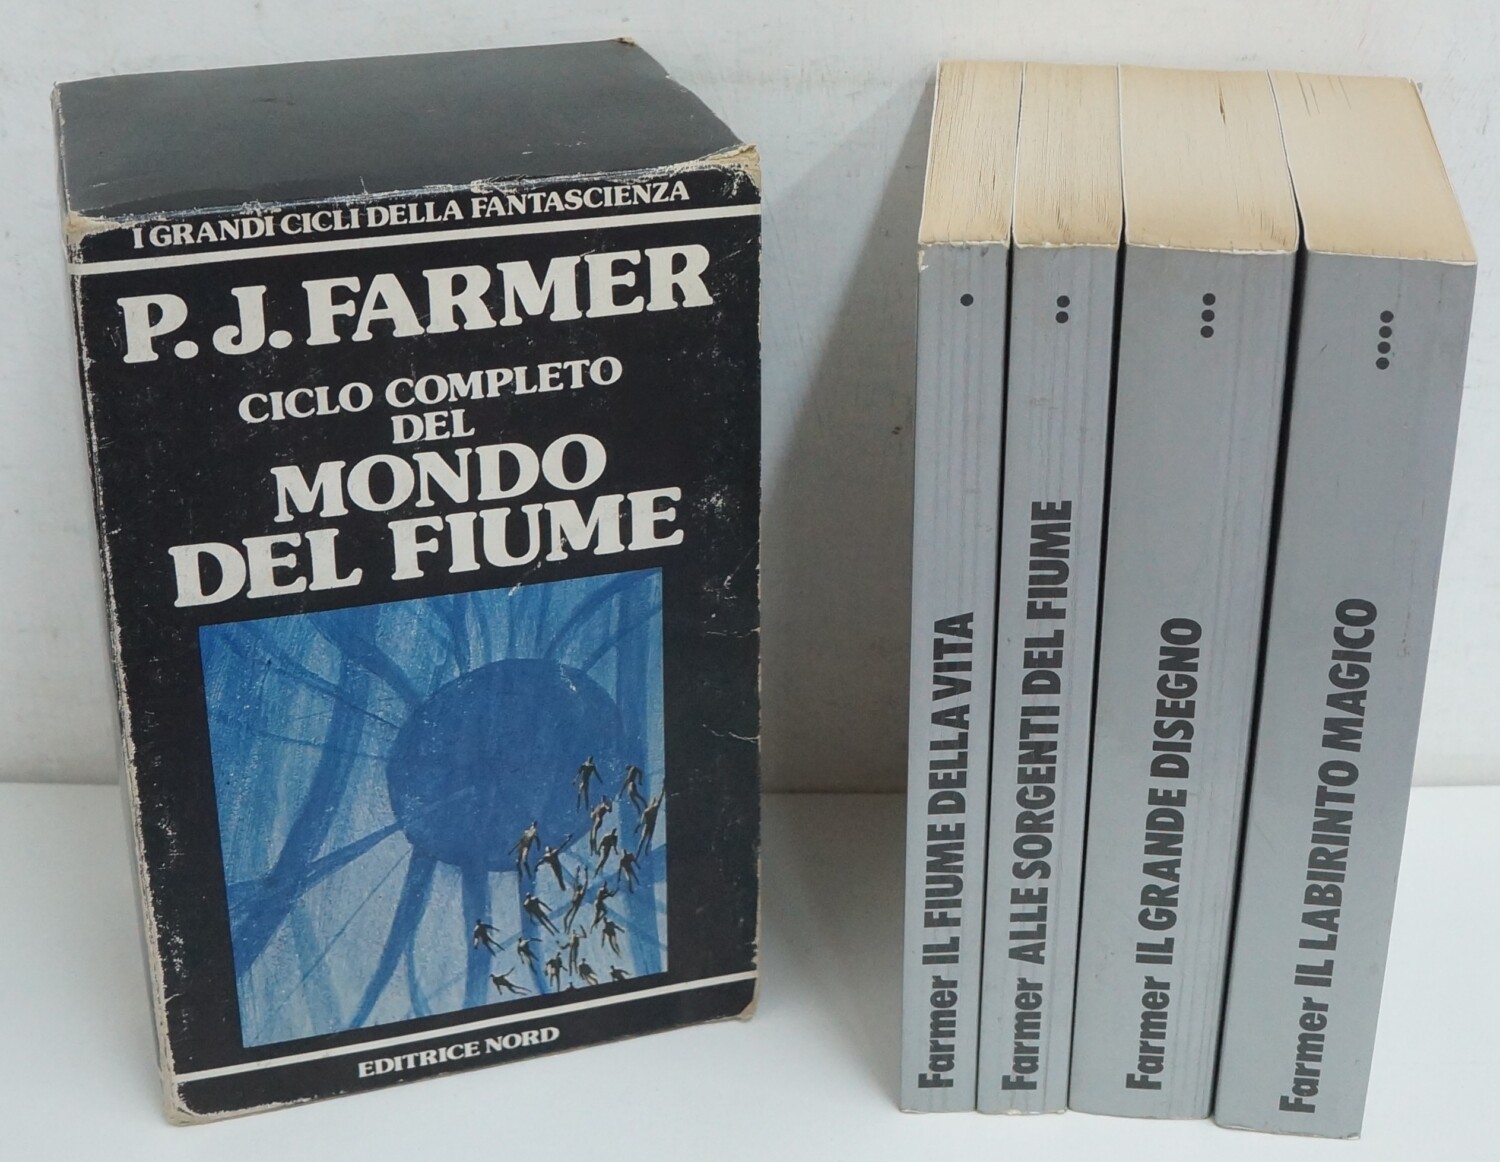 I GRANDI CICLI DELLA FANTASCIENZA
P. J. FARMER
CICLO COMPLETO
DEL
MONDO
DEL FIUME
EDITRICE NORD
Farmer IL FIUME DELLA VITA
Farmer ALLE SORGENTI DEL FIUME
Farmer IL GRANDE DISEGNO
Farmer IL LABIRINTO MAGICO